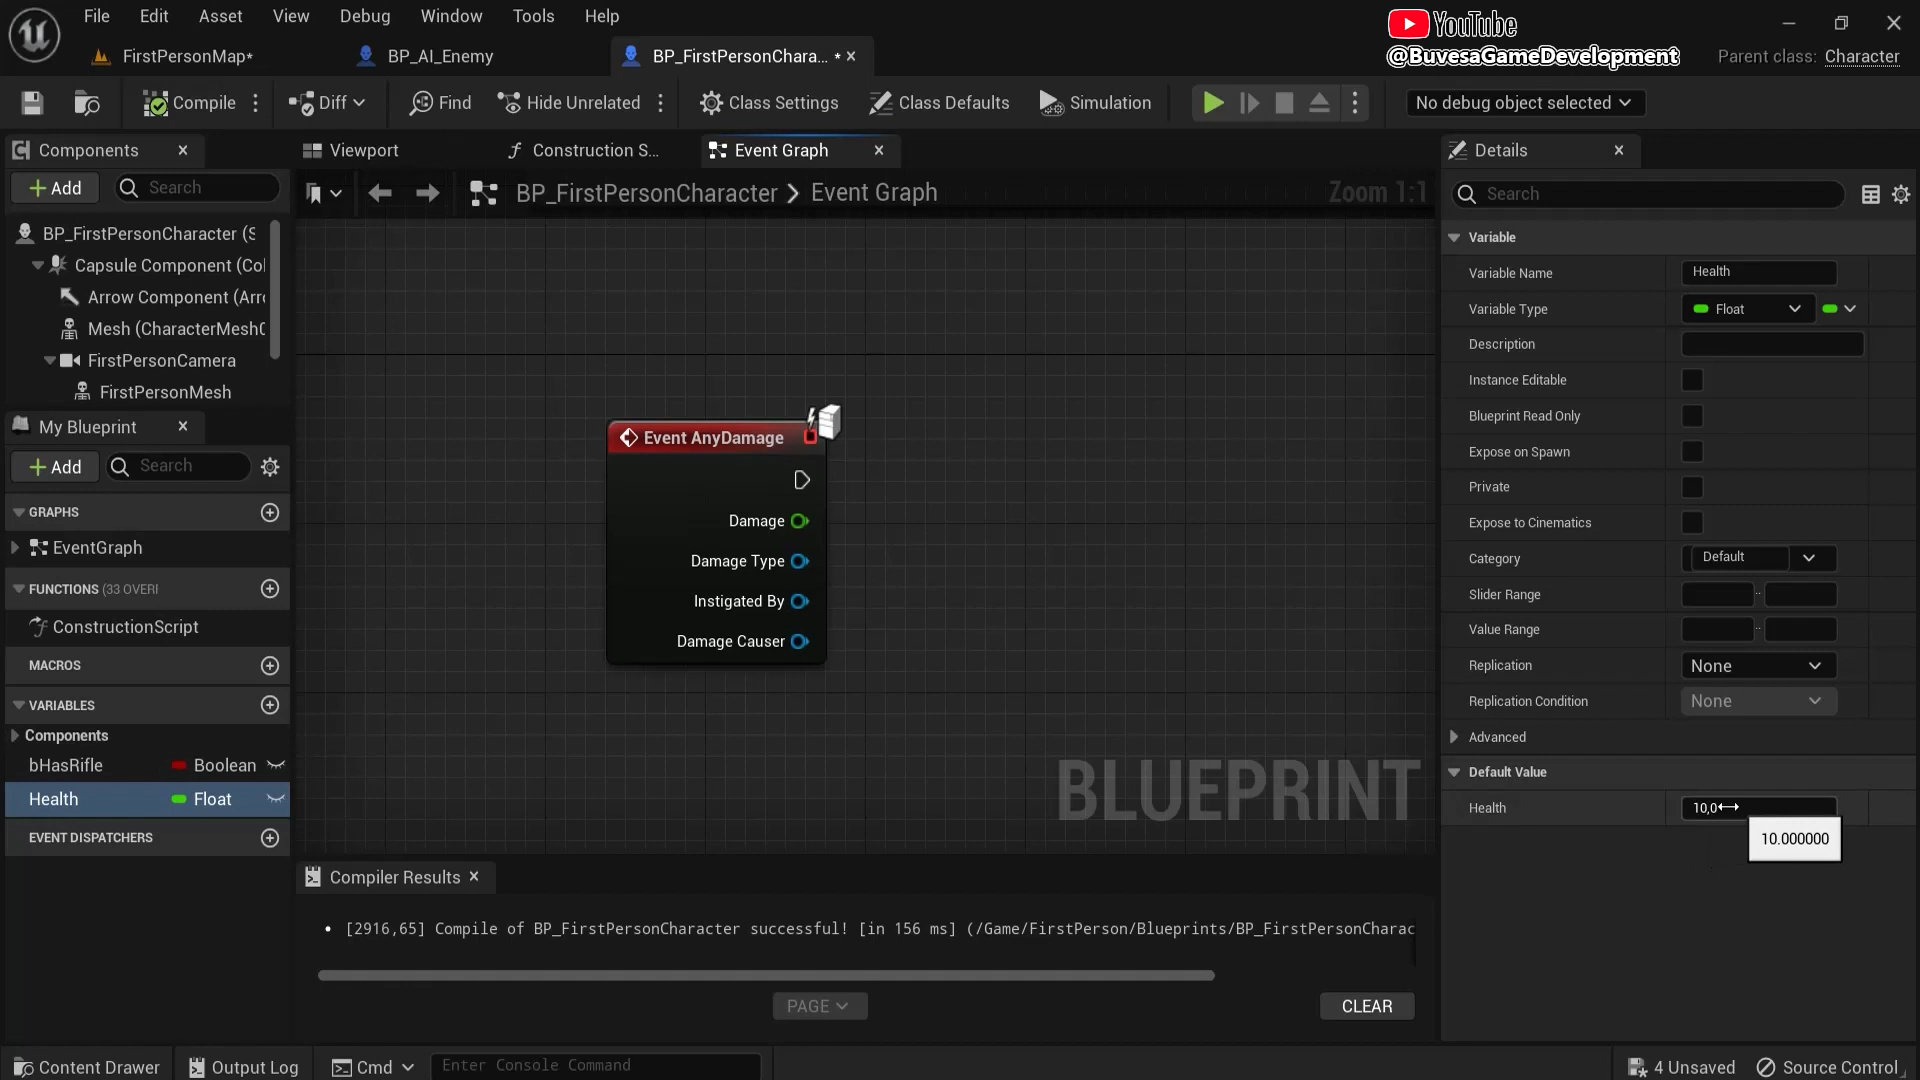 File Edit Asset View Debug Window Tools Help
YouTube
FirstPersonMap* BP_AI_Enemy BP_FirstPersonChara... *
@BuvesaGameDevelopment
Parent class: Character
Compile Diff Find Hide Unrelated Class Settings Class Defaults Simulation No debug object selected
Components
Add Search
BP_FirstPersonCharacter (S
Capsule Component (Col
Arrow Component (Arro
Mesh (CharacterMesh0
FirstPersonCamera
FirstPersonMesh
My Blueprint
Add Search
GRAPHS
EventGraph
FUNCTIONS (33 OVERI
ConstructionScript
MACROS
VARIABLES
Components
bHasRifle Boolean
Health Float
EVENT DISPATCHERS
Viewport Construction S... Event Graph
BP_FirstPersonCharacter > Event Graph Zoom 1:1
Event AnyDamage
Damage
Damage Type
Instigated By
Damage Causer
BLUEPRINT
Compiler Results
• [2916,65] Compile of BP_FirstPersonCharacter successful! [in 156 ms] (/Game/FirstPerson/Blueprints/BP_FirstPersonCharac
PAGE CLEAR
Details
Search
Variable
Variable Name Health
Variable Type Float
Description
Instance Editable
Blueprint Read Only
Expose on Spawn
Private
Expose to Cinematics
Category Default
Slider Range ..
Value Range ..
Replication None
Replication Condition None
Advanced
Default Value
Health 10,0
10.000000
Content Drawer Output Log Cmd Enter Console Command 4 Unsaved Source Control